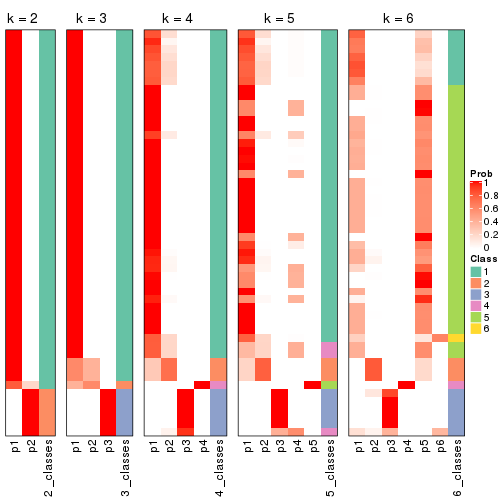 k = 2
k = 3
k = 4
k = 5
k = 6
Prob
1
0.8
0.6
0.4
0.2
0
Class
1
2
3
4
5
6
p1
p2
2_classes
p1
p2
p3
3_classes
p1
p2
p3
p4
4_classes
p1
p2
p3
p4
p5
5_classes
p1
p2
p3
p4
p5
p6
6_classes